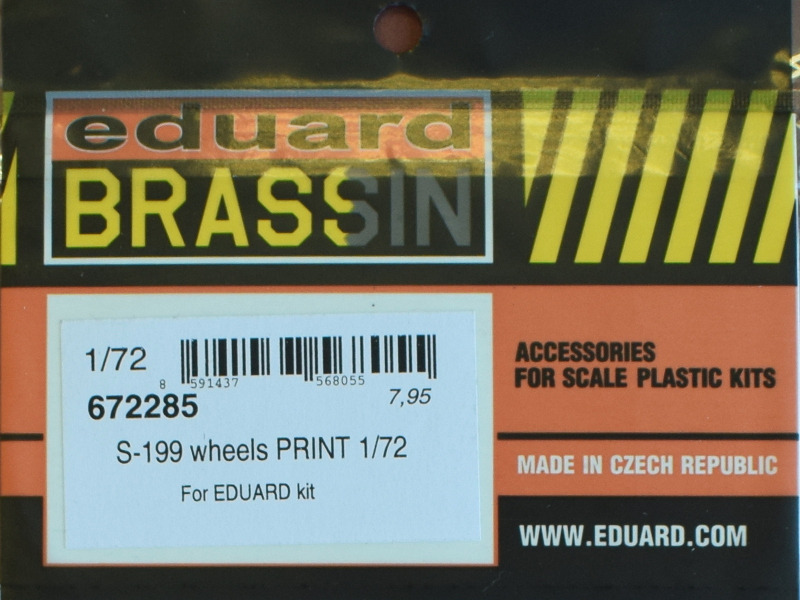 eduard
BRASSIN
1/72
8 591437 568055
672285
7,95
S-199 wheels PRINT 1/72
For EDUARD kit
ACCESSORIES
FOR SCALE PLASTIC KITS
MADE IN CZECH REPUBLIC
WWW.EDUARD.COM